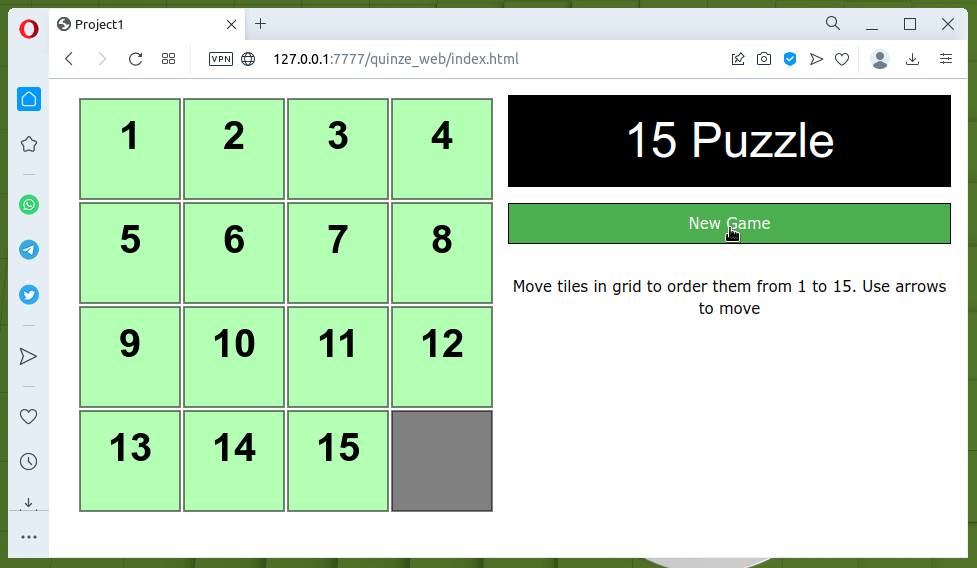 Project1
VPN
127.0.0.1:7777/quinze_web/index.html
1 2 3 4
5 6 7 8
9 10 11 12
13 14 15
15 Puzzle
New Game
Move tiles in grid to order them from 1 to 15. Use arrows
to move